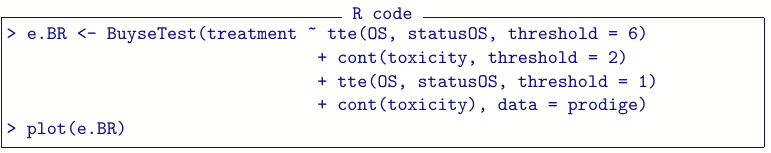 R code
> e.BR <- BuyseTest(treatment ~ tte(OS, statusOS, threshold = 6)
+ cont(toxicity, threshold = 2)
+ tte(OS, statusOS, threshold = 1)
+ cont(toxicity), data = prodige)
> plot(e.BR)